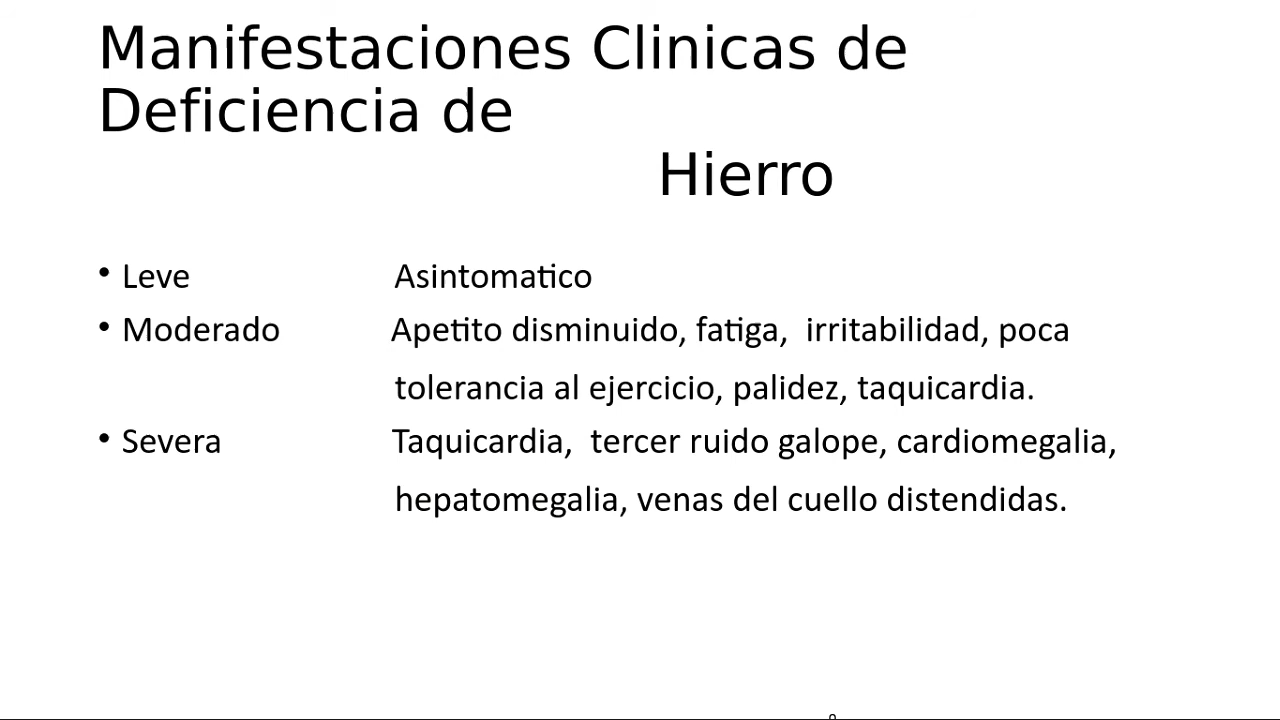 Manifestaciones Clinicas de
Deficiencia de
Hierro
• Leve Asintomatico
• Moderado Apetito disminuido, fatiga, irritabilidad, poca
tolerancia al ejercicio, palidez, taquicardia.
• Severa Taquicardia, tercer ruido galope, cardiomegalia,
hepatomegalia, venas del cuello distendidas.